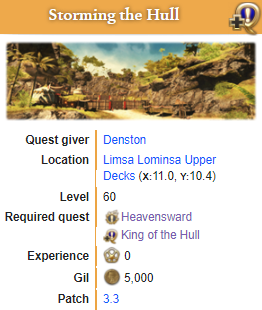 Storming the Hull
Quest giver Denston
Location Limsa Lominsa Upper
Decks (X:11.0, Y:10.4)
Level 60
Required quest Heavensward
King of the Hull
Experience 0
Gil 5,000
Patch 3.3